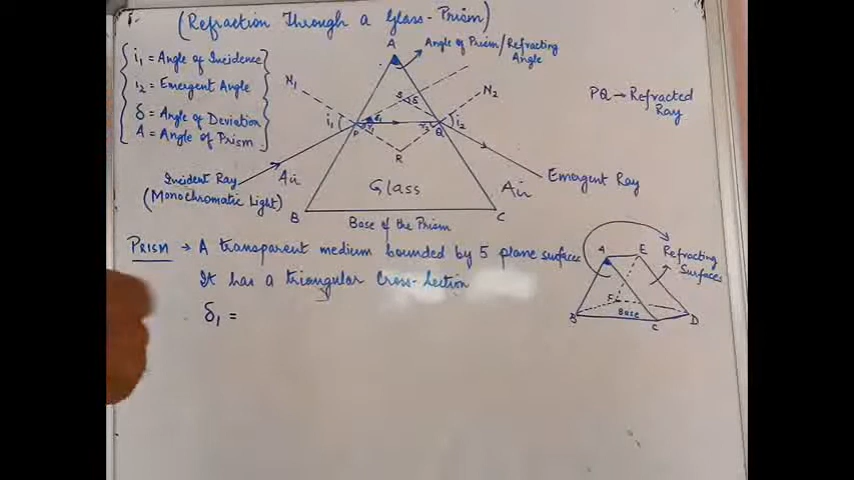 (Refraction Through a Glass-Prism)
i₁ = Angle of Incidence
i₂ = Emergent Angle
δ = Angle of Deviation
A = Angle of Prism
A
Angle of Prism/Refracting
Angle
N₁
N₂
S
δ
i₁
P
δ₁
r₁
r₂
Q
i₂
R
PQ → Refracted
Ray
Incident Ray
(Monochromatic Light)
Air
Glass
Air
Emergent Ray
B
C
Base of the Prism
PRISM → A transparent medium bounded by 5 plane surfaces
It has a triangular Cross-Section
δ₁ =
A
E
Refracting
Surfaces
F
B
Base
C
D